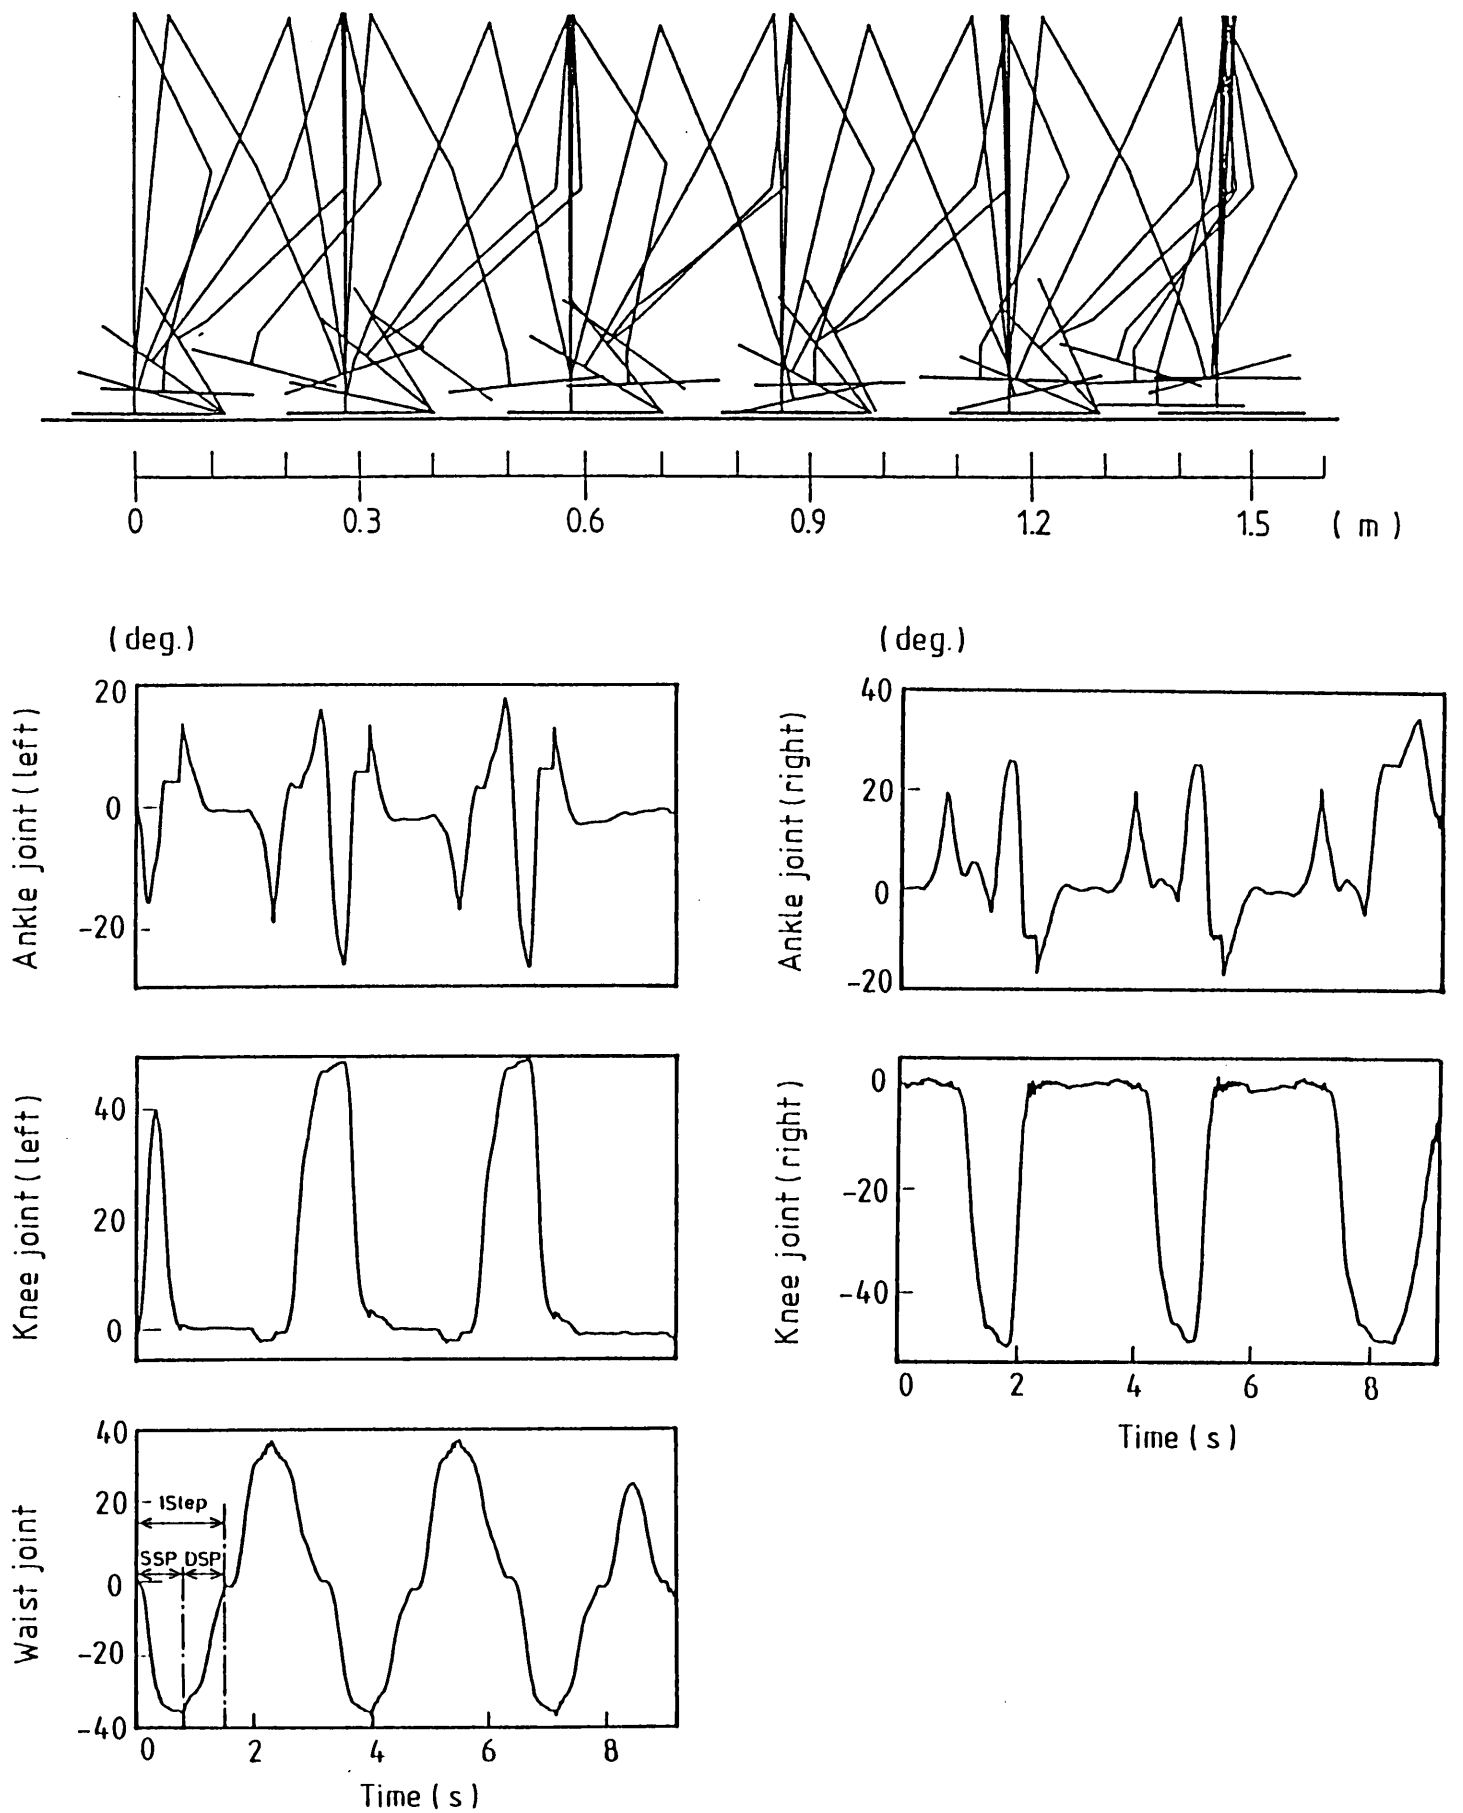 0 0.3 0.6 0.9 1.2 1.5 ( m )
(deg.)
20
0
-20
Ankle joint (left)
40
20
0
Knee joint (left)
40
20
0
-20
-40
Waist joint
1Step
SSP DSP
0 2 4 6 8
Time ( s )
(deg.)
40
20
0
-20
Ankle joint (right)
0
-20
-40
Knee joint (right)
0 2 4 6 8
Time ( s )